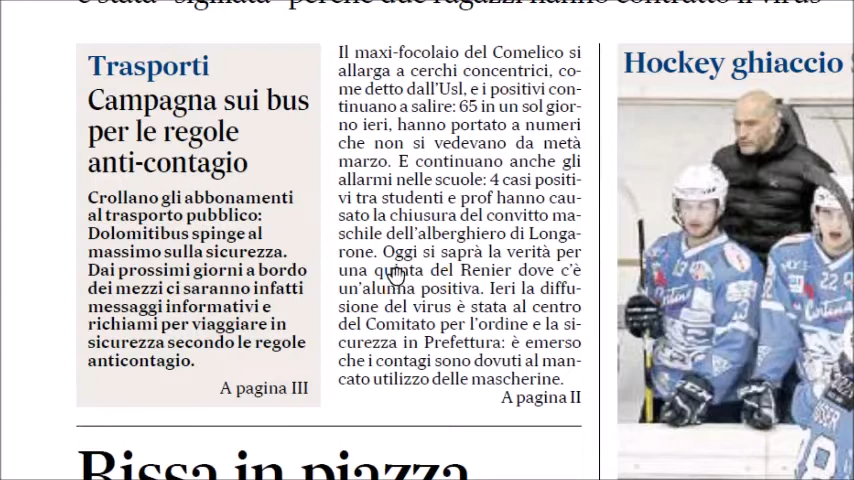 Trasporti
Campagna sui bus
per le regole
anti-contagio
Crollano gli abbonamenti
al trasporto pubblico:
Dolomitibus spinge al
massimo sulla sicurezza.
Dai prossimi giorni a bordo
dei mezzi ci saranno infatti
messaggi informativi e
richiami per viaggiare in
sicurezza secondo le regole
anticontagio.
A pagina III
Il maxi-focolaio del Comelico si
allarga a cerchi concentrici, co-
me detto dall'Usl, e i positivi con-
tinuano a salire: 65 in un sol gior-
no ieri, hanno portato a numeri
che non si vedevano da metà
marzo. E continuano anche gli
allarmi nelle scuole: 4 casi positi-
vi tra studenti e prof hanno cau-
sato la chiusura del convitto ma-
schile dell'alberghiero di Longa-
rone. Oggi si saprà la verità per
una quinta del Renier dove c'è
un'alunna positiva. Ieri la diffu-
sione del virus è stata al centro
del Comitato per l'ordine e la si-
curezza in Prefettura: è emerso
che i contagi sono dovuti al man-
cato utilizzo delle mascherine.
A pagina II
Hockey ghiaccio
22
Rissa in piazza